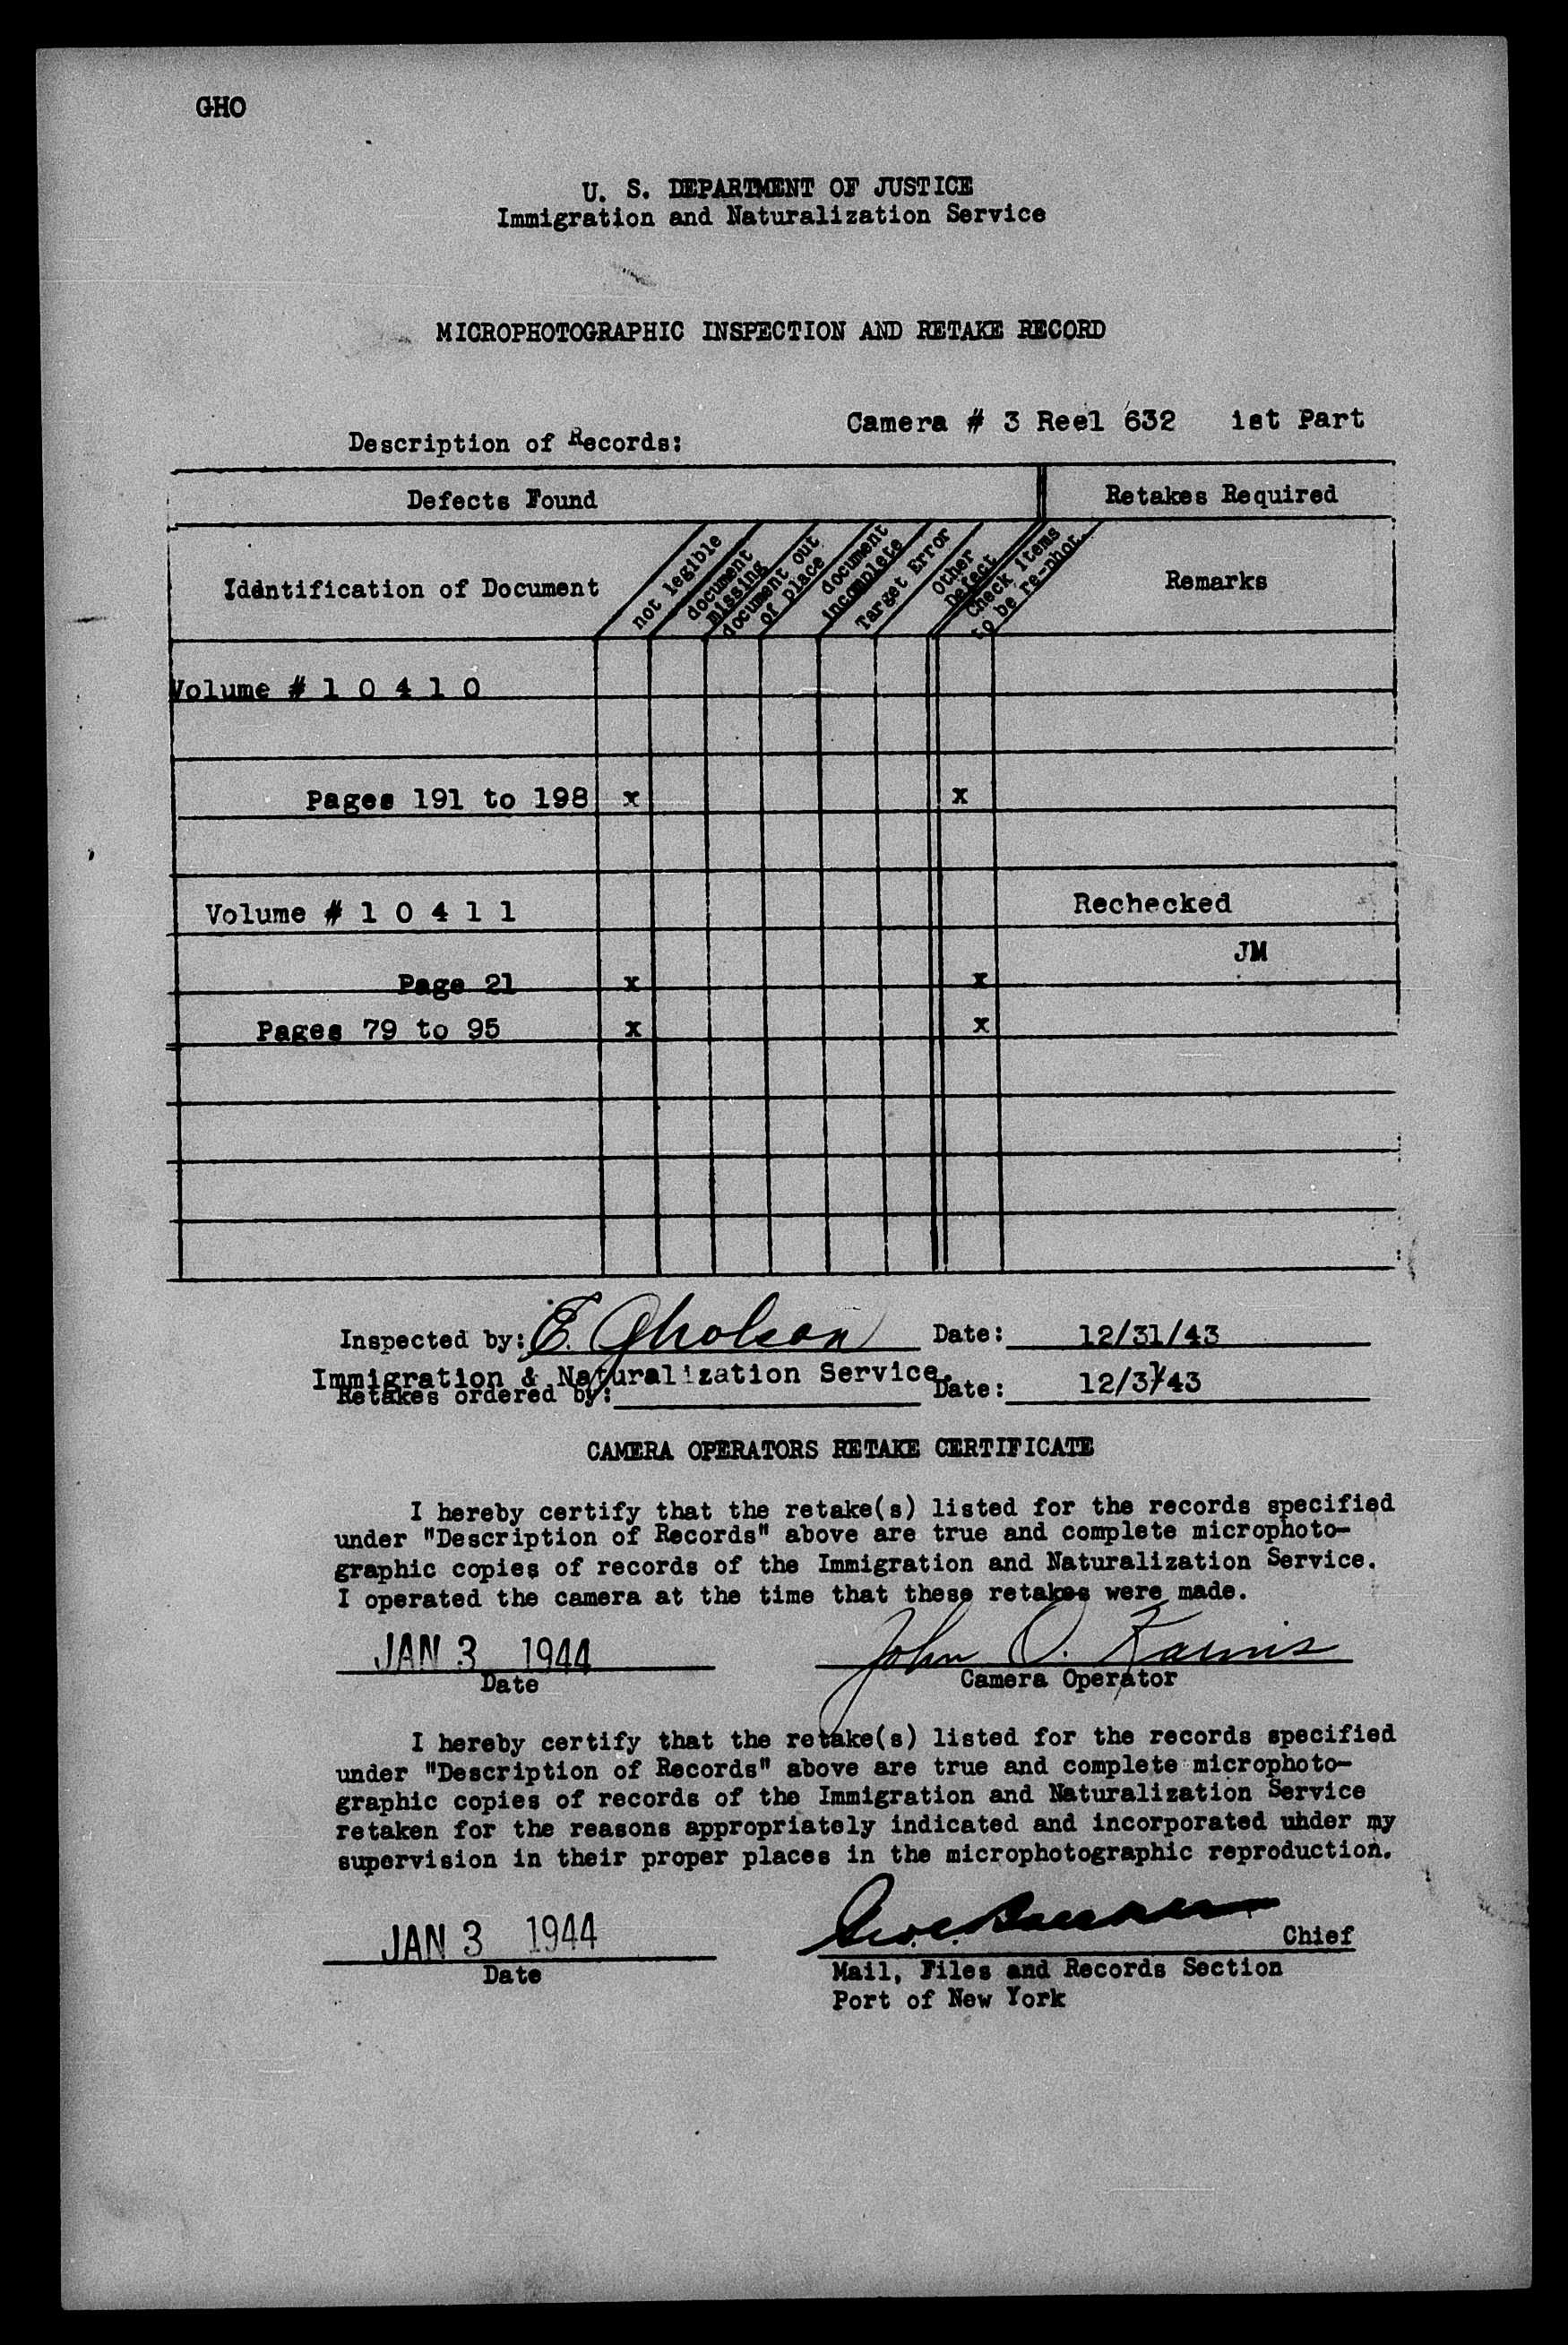 GHO
U. S. DEPARTMENT OF JUSTICE
Immigration and Naturalization Service
MICROPHOTOGRAPHIC INSPECTION AND RETAKE RECORD
Camera # 3 Reel 632 1st Part
Description of Records:
Defects Found Retakes Required
Identification of Document
not legible
document
missing
document out
of place
document
incomplete
Target Error
Other
Defect
Check items
to be re-phot.
Remarks
Volume # 1 0 4 1 0
Pages 191 to 198 x x
Volume # 1 0 4 1 1 Rechecked
JM
Page 21 x x
Pages 79 to 95 x x
Inspected by: E. Gholson Date: 12/31/43
Immigration & Naturalization Service.
Retakes ordered by: Date: 12/31/43
CAMERA OPERATORS RETAKE CERTIFICATE
I hereby certify that the retake(s) listed for the records specified
under "Description of Records" above are true and complete microphoto-
graphic copies of records of the Immigration and Naturalization Service.
I operated the camera at the time that these retakes were made.
JAN 3 1944 John O.
Date Camera Operator
I hereby certify that the retake(s) listed for the records specified
under "Description of Records" above are true and complete microphoto-
graphic copies of records of the Immigration and Naturalization Service
retaken for the reasons appropriately indicated and incorporated under my
supervision in their proper places in the microphotographic reproduction.
JAN 3 1944 Chief
Date Mail, Files and Records Section
Port of New York